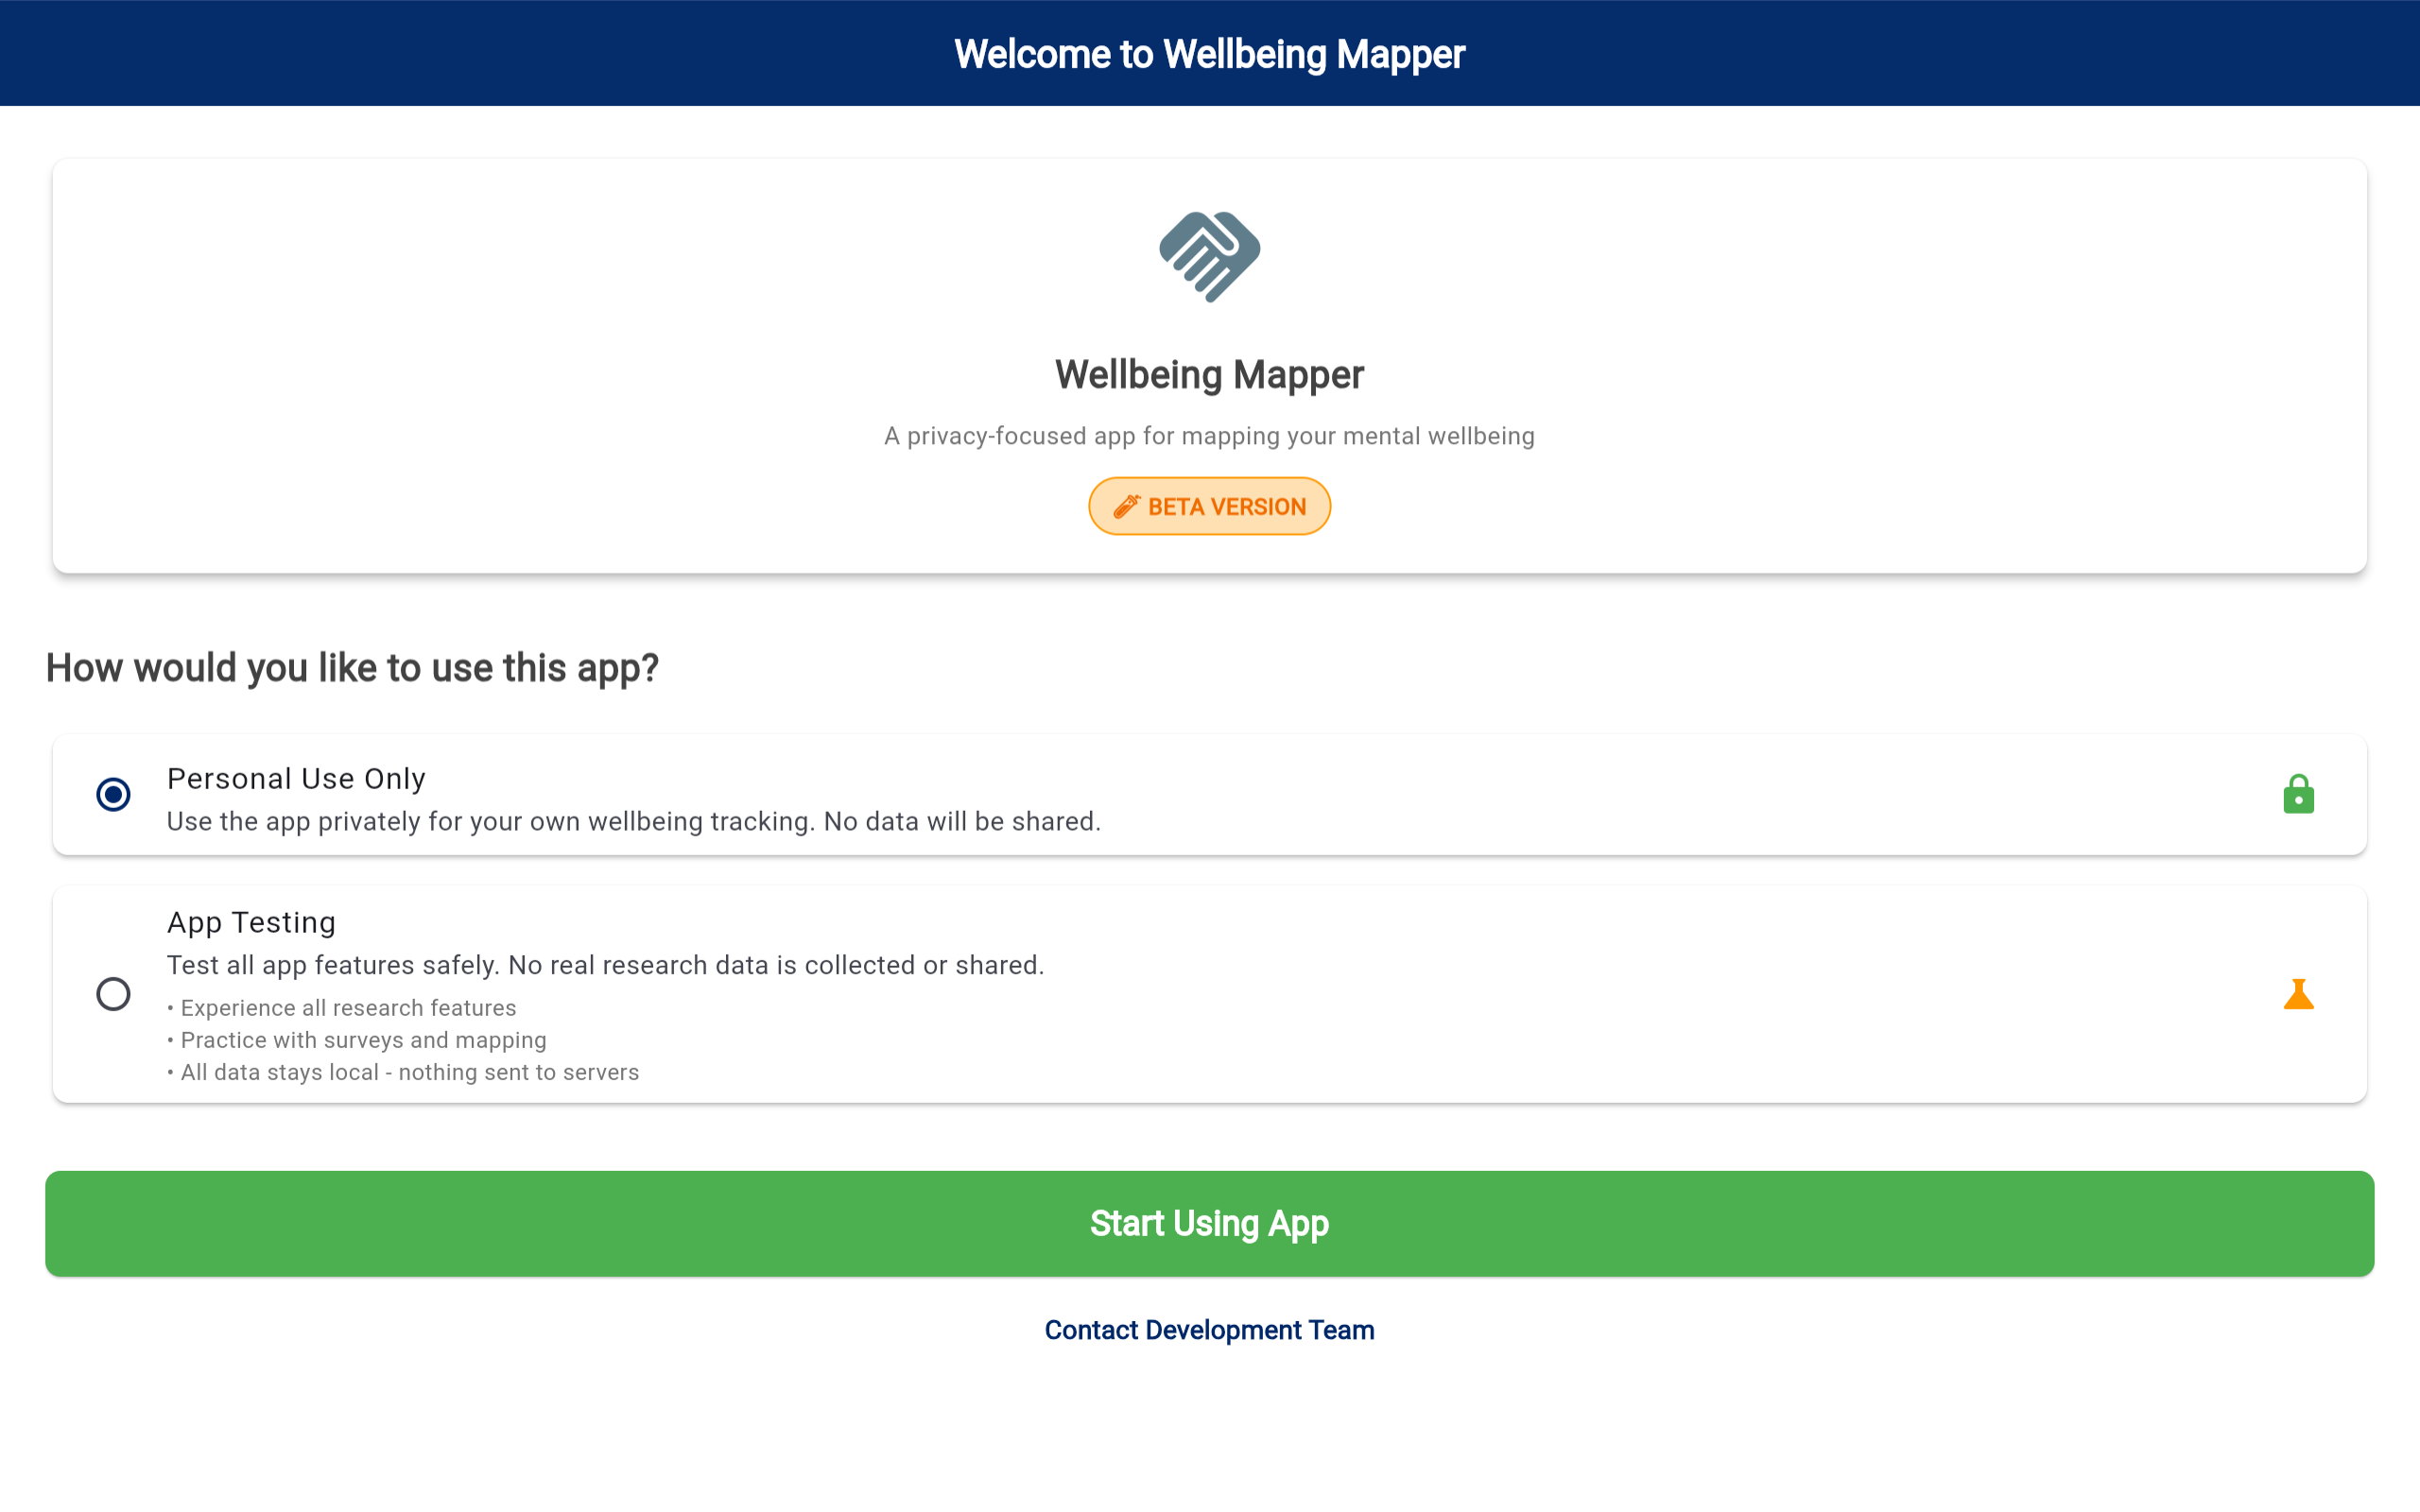 Welcome to Wellbeing Mapper
Wellbeing Mapper
A privacy-focused app for mapping your mental wellbeing
BETA VERSION
How would you like to use this app?
Personal Use Only
Use the app privately for your own wellbeing tracking. No data will be shared.
App Testing
Test all app features safely. No real research data is collected or shared.
• Experience all research features
• Practice with surveys and mapping
• All data stays local - nothing sent to servers
Start Using App
Contact Development Team